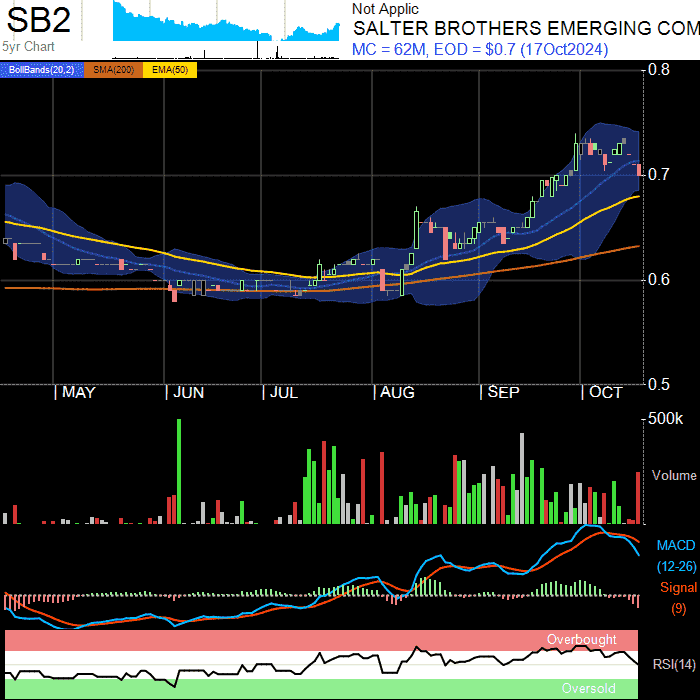 SB2
5yr Chart
Not Applic
SALTER BROTHERS EMERGING COM
MC = 62M, EOD = $0.7 (17Oct2024)
BollBands(20,2) SMA(200) EMA(50)
0.8
0.7
0.6
0.5
MAY JUN JUL AUG SEP OCT
500k
Volume
MACD
(12-26)
Signal
(9)
Overbought
RSI(14)
Oversold